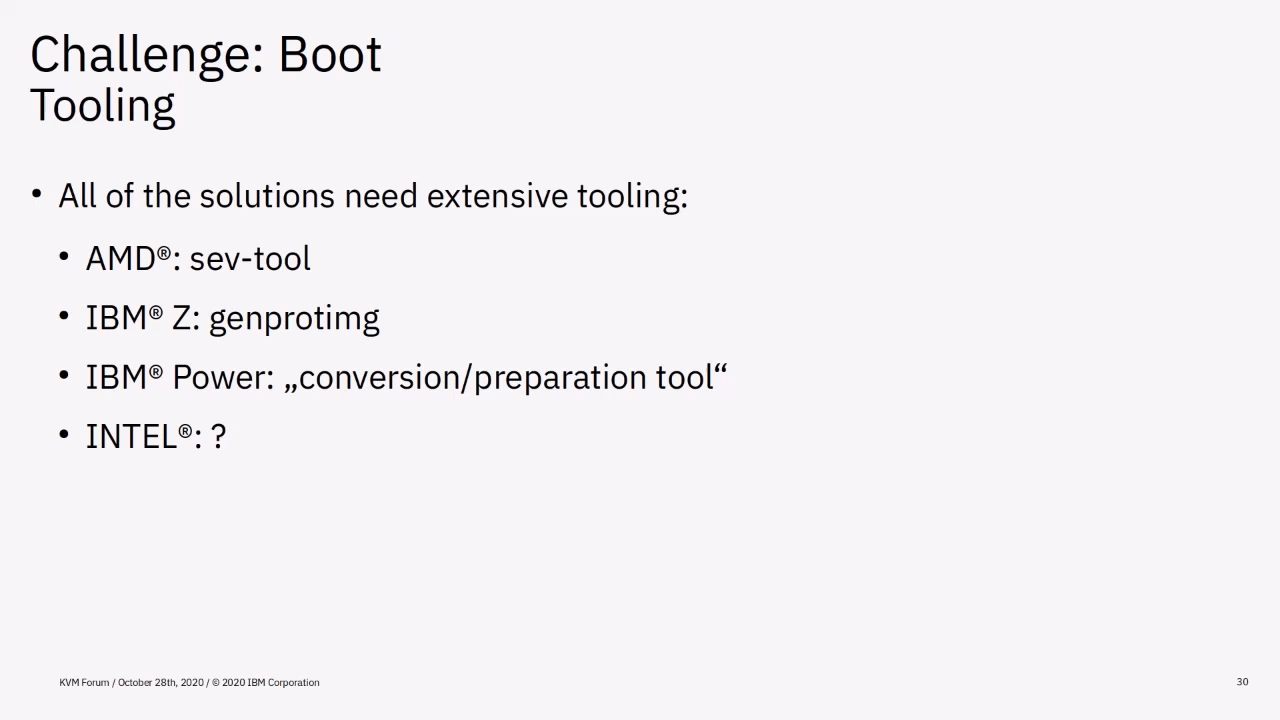 Challenge: Boot
Tooling
• All of the solutions need extensive tooling:
• AMD®: sev-tool
• IBM® Z: genprotimg
• IBM® Power: „conversion/preparation tool“
• INTEL®: ?
KVM Forum / October 28th, 2020 / © 2020 IBM Corporation
30